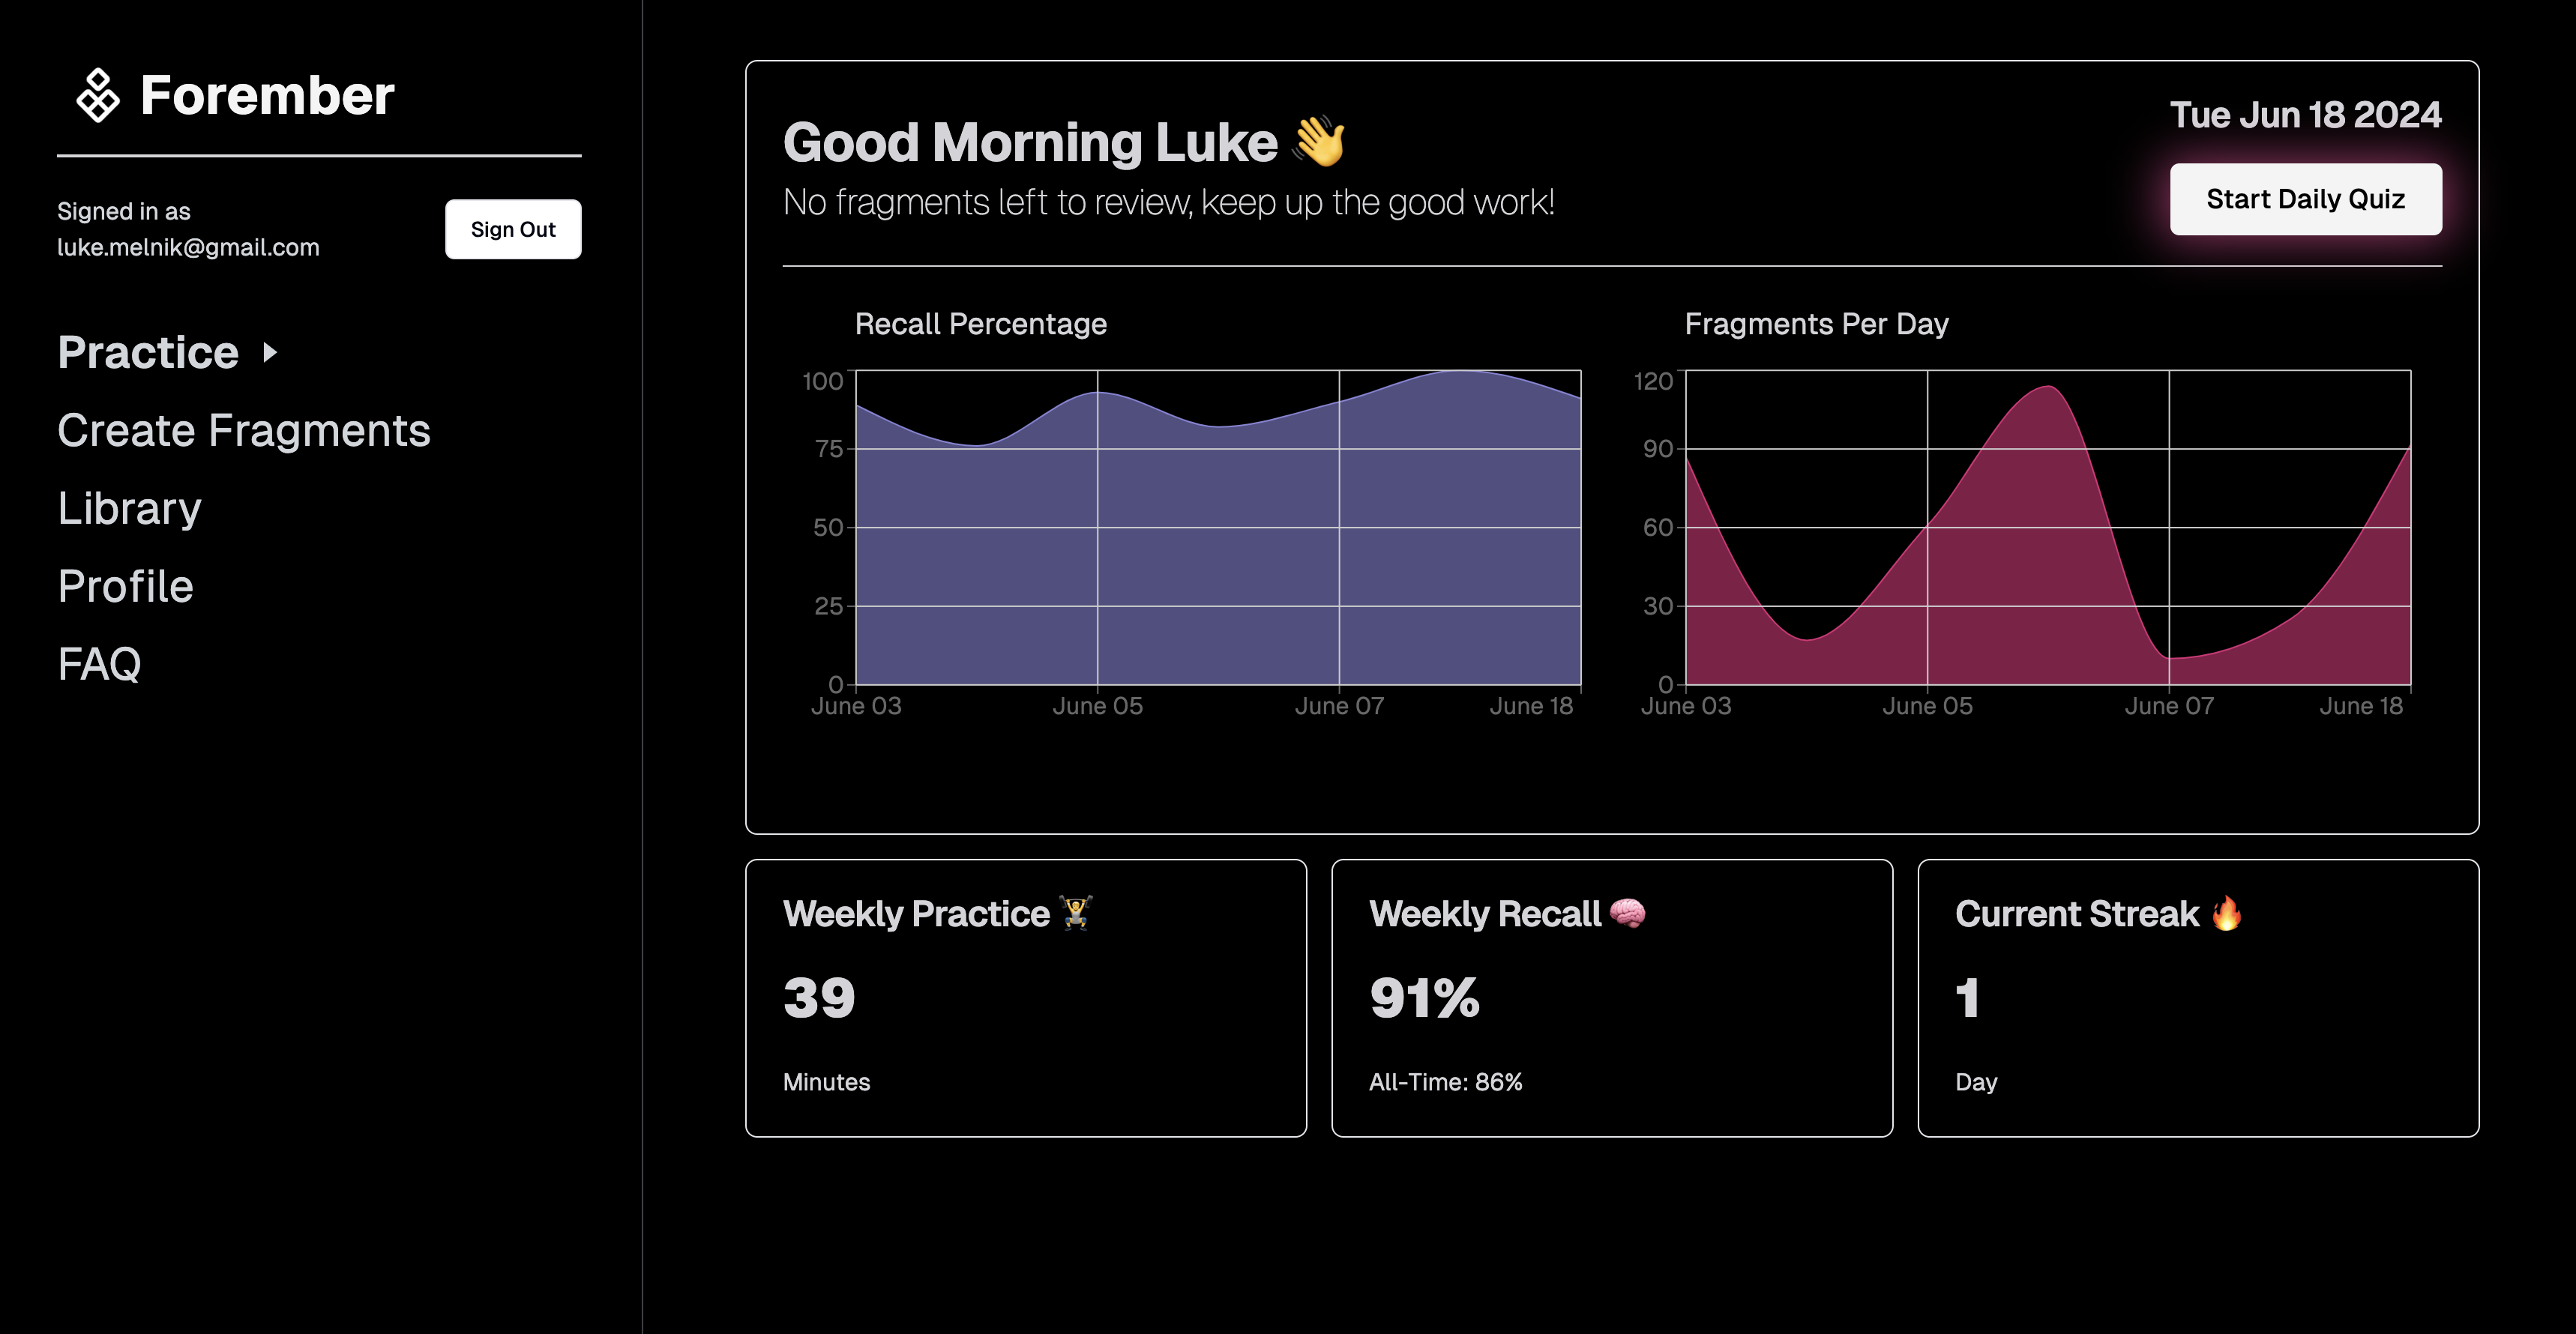 Forember
Signed in as
luke.melnik@gmail.com
Sign Out
Practice
Create Fragments
Library
Profile
FAQ
Good Morning Luke 👋
No fragments left to review, keep up the good work!
Tue Jun 18 2024
Start Daily Quiz
Recall Percentage
100
75
50
25
0
June 03 June 05 June 07 June 18
Fragments Per Day
120
90
60
30
0
June 03 June 05 June 07 June 18
Weekly Practice 🏋️
39
Minutes
Weekly Recall 🧠
91%
All-Time: 86%
Current Streak 🔥
1
Day